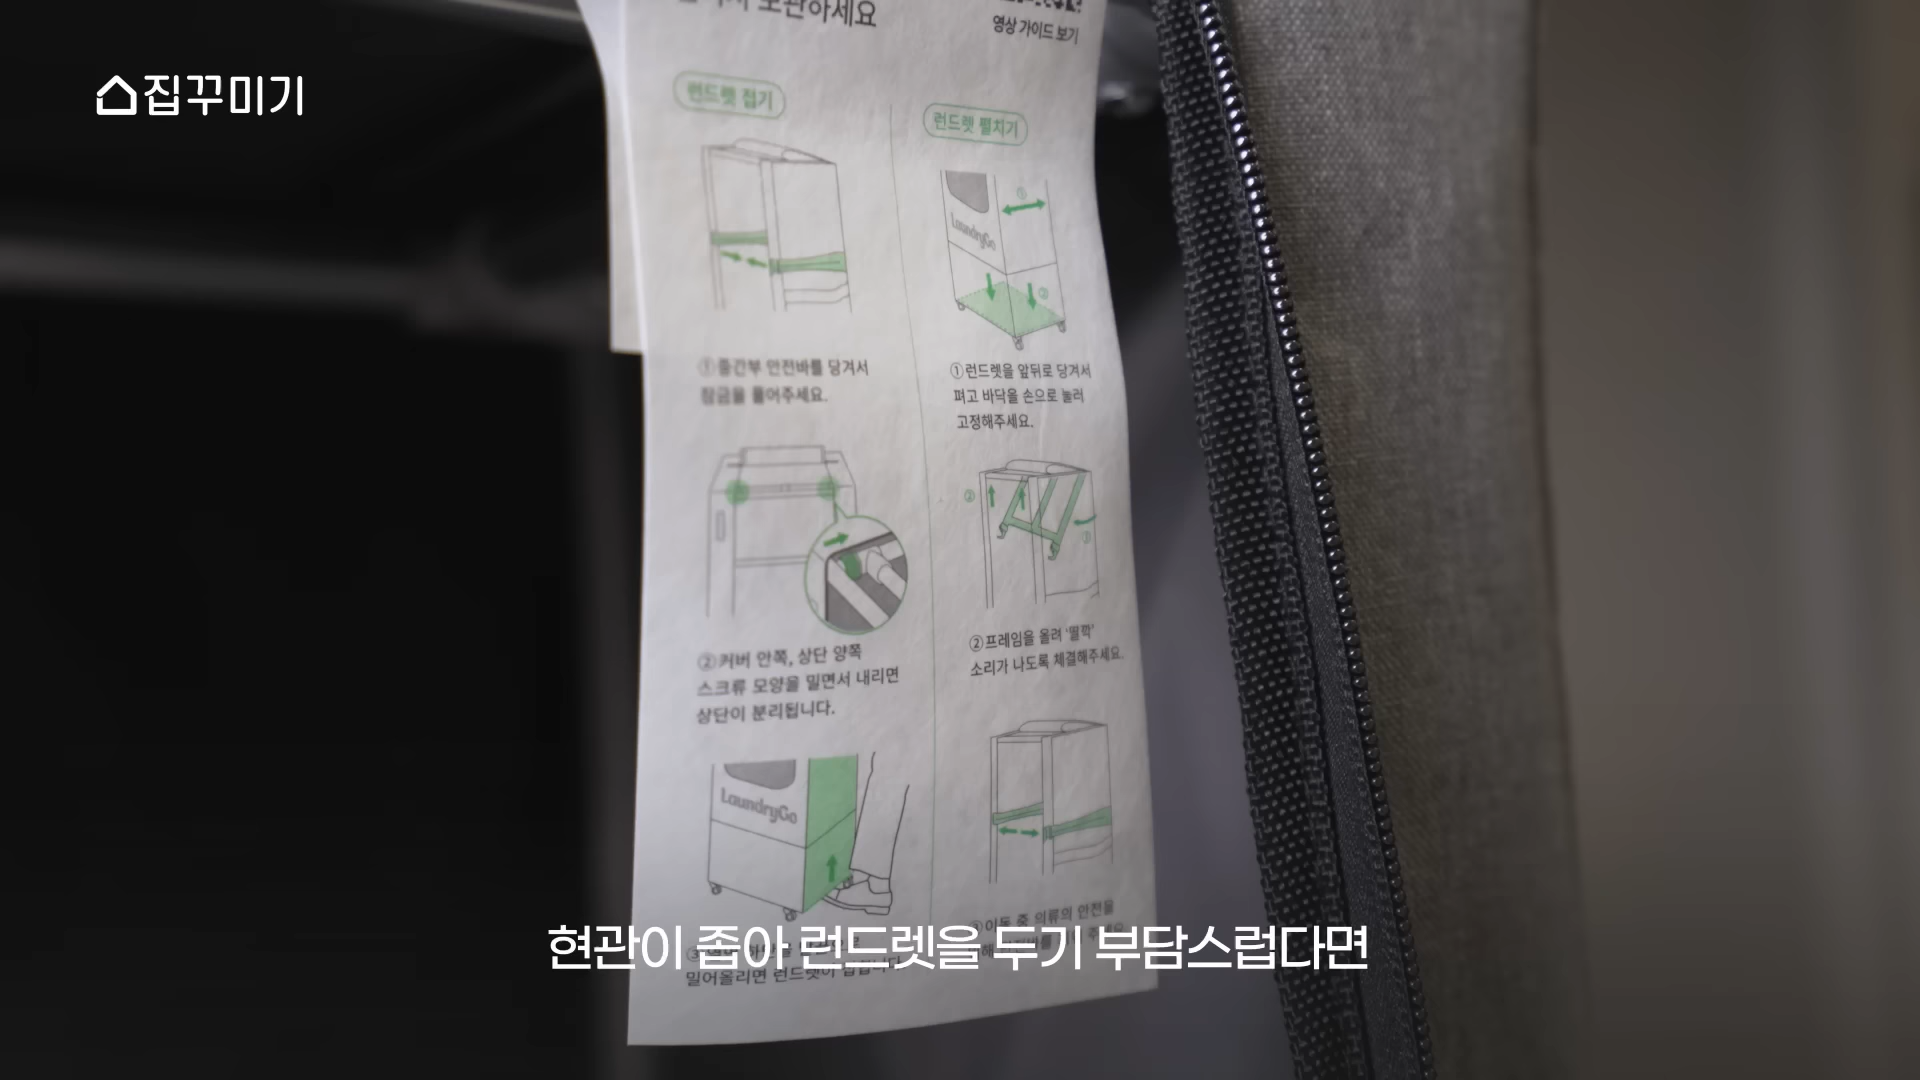 보관하세요
영상 가이드 보기
집꾸미기
런드렛 접기
런드렛 펼치기
LaundryGo
①중간부 안전바를 당겨서
잠금을 풀어주세요.
①런드렛을 앞뒤로 당겨서
펴고 바닥을 손으로 눌러
고정해주세요.
②커버 안쪽, 상단 양쪽
스크류 모양을 밀면서 내리면
상단이 분리됩니다.
②프레임을 올려 '딸깍'
소리가 나도록 체결해주세요.
LaundryGo
이동 중 의류의 안전을
밀어올리면 런드렛이
현관이 좁아 런드렛을 두기 부담스럽다면